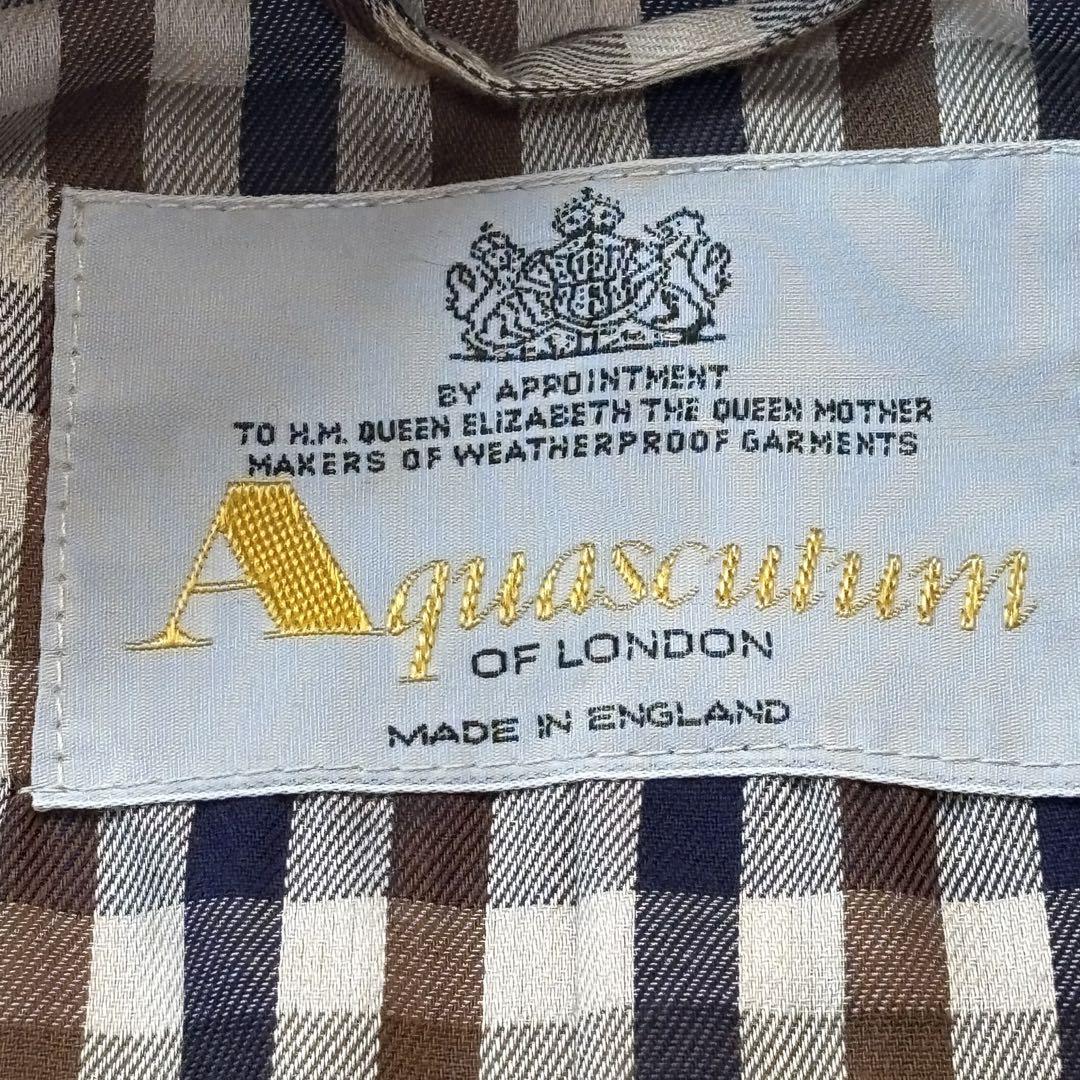 BY APPOINTMENT
TO H.M. QUEEN ELIZABETH THE QUEEN MOTHER
MAKERS OF WEATHERPROOF GARMENTS
Aquascutum
OF LONDON
MADE IN ENGLAND